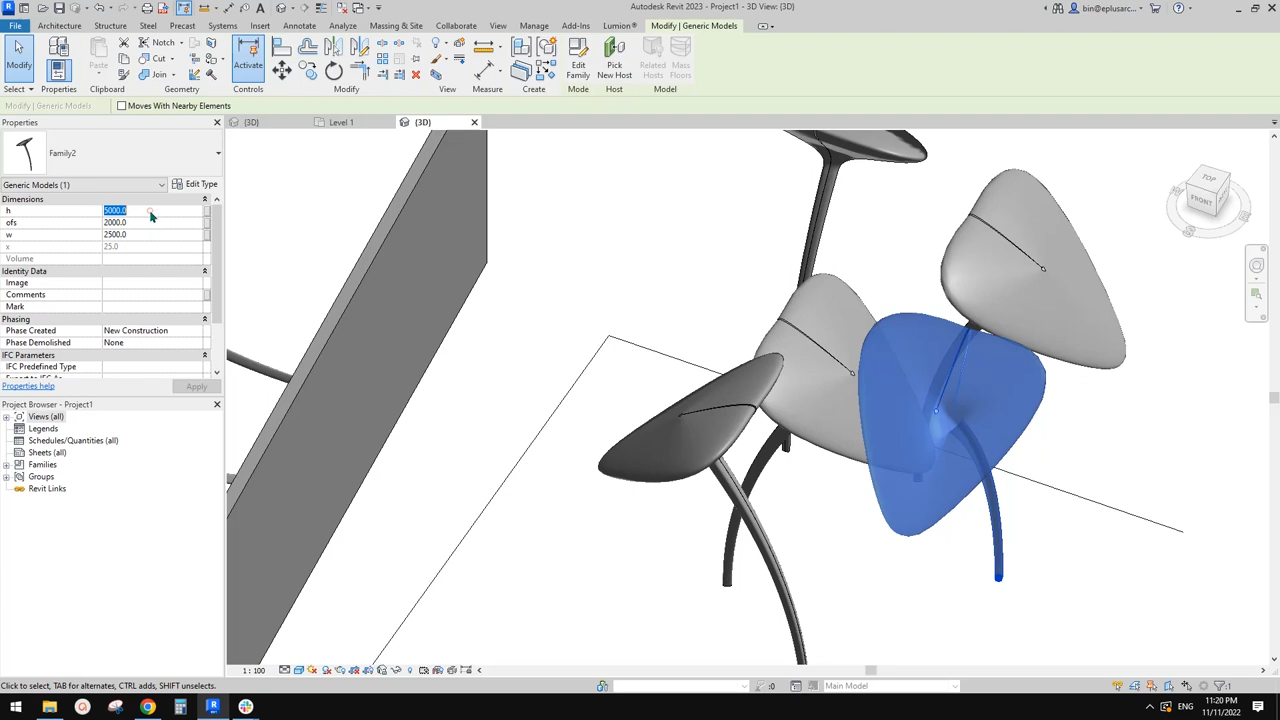 Autodesk Revit 2023 - Project1 - 3D View: {3D}
bin@eplusarc...
File Architecture Structure Steel Precast Systems Insert Annotate Analyze Massing & Site Collaborate View Manage Add-Ins Lumion® Modify | Generic Models
Modify
Paste
Notch
Cut
Join
Activate
Edit Family
Pick New Host
Related Hosts
Mass Floors
Select Properties Clipboard Geometry Controls Modify View Measure Create Mode Host Model
Modify | Generic Models Moves With Nearby Elements
Properties
{3D} Level 1 {3D}
Family2
Generic Models (1) Edit Type
Dimensions
h 5000.0
ofs 2000.0
w 2500.0
x 25.0
Volume
Identity Data
Image
Comments
Mark
Phasing
Phase Created New Construction
Phase Demolished None
IFC Parameters
IFC Predefined Type
Properties help Apply
Project Browser - Project1
Views (all)
Legends
Schedules/Quantities (all)
Sheets (all)
Families
Groups
Revit Links
TOP
FRONT
1 : 100
Click to select, TAB for alternates, CTRL adds, SHIFT unselects.
:0
Main Model
:1
ENG
11:20 PM
11/11/2022